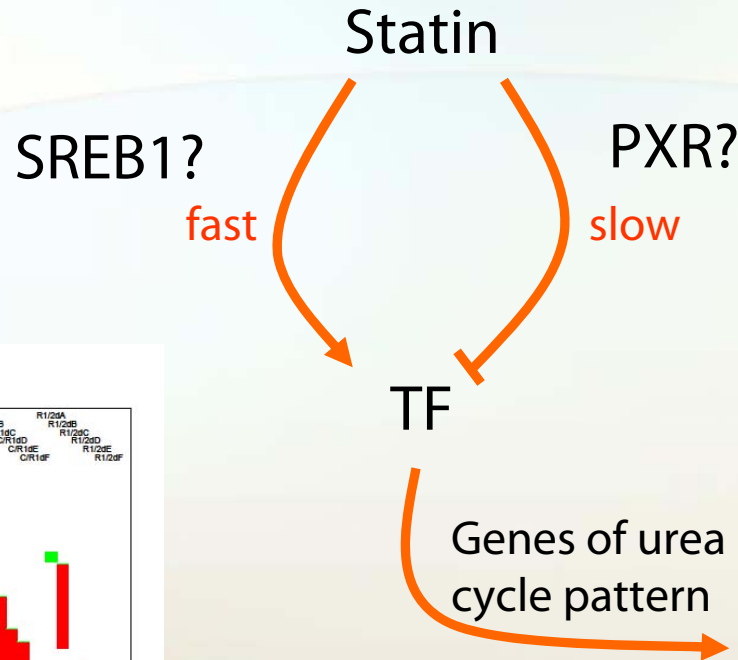 Statin
SREB1?
PXR?
fast
slow
TF
R1/2dA
R1/2dB
R1/2dC
C/R1dD
R1/2dD
C/R1dE
R1/2dE
C/R1dF
R1/2dF
Genes of urea
cycle pattern